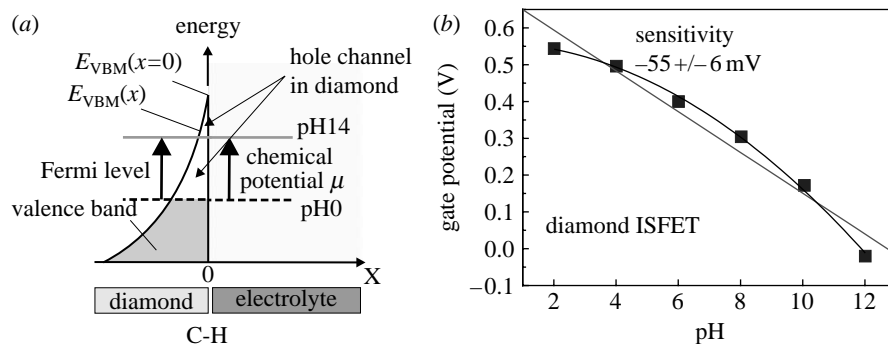 (a)
energy
E_VBM(x=0)
E_VBM(x)
hole channel
in diamond
pH14
Fermi level
chemical
potential μ
valence band
pH0
0
X
diamond
electrolyte
C-H
(b)
gate potential (V)
0.6
0.5
0.4
0.3
0.2
0.1
0.0
–0.1
sensitivity
–55 +/– 6 mV
diamond ISFET
2 4 6 8 10 12
pH